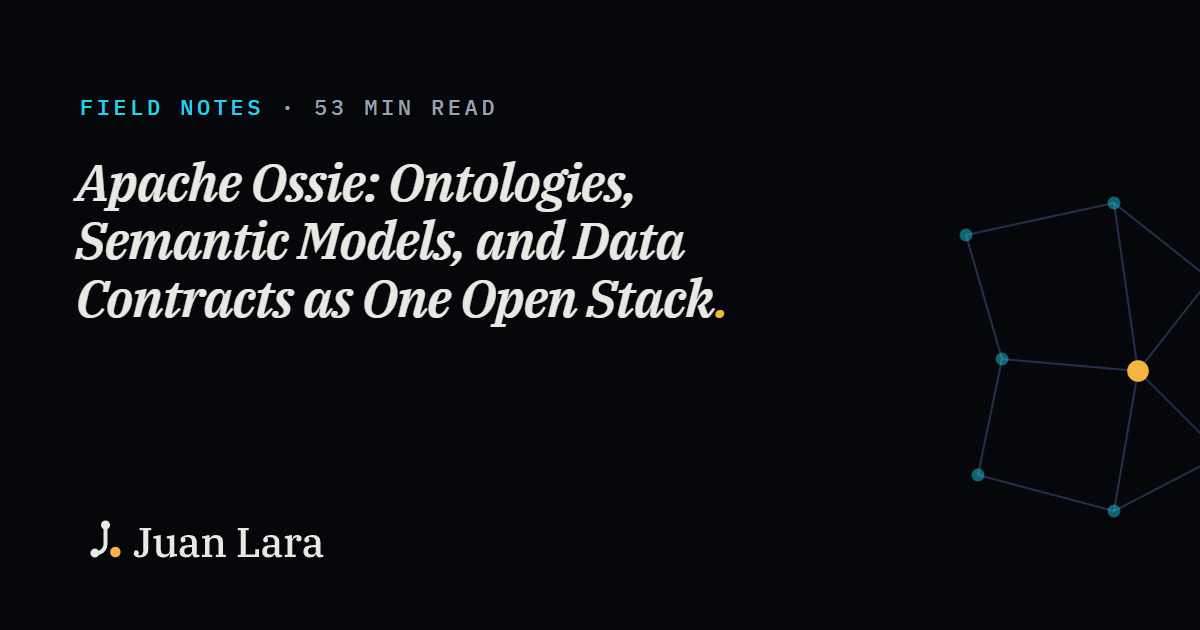 FIELD NOTES · 53 MIN READ
Apache Ossie: Ontologies,
Semantic Models, and Data
Contracts as One Open Stack.
Juan Lara